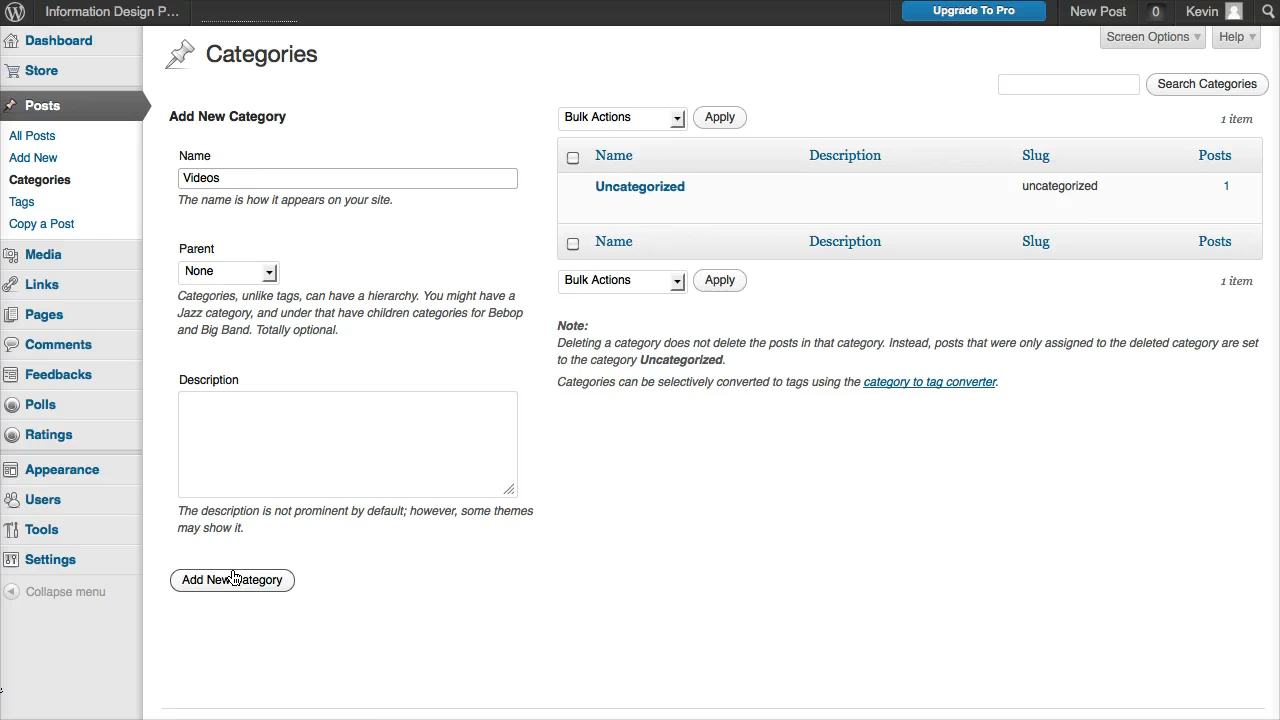 Information Design P… Upgrade To Pro New Post 0 Kevin
Screen Options Help
Dashboard
Store
Posts
All Posts
Add New
Categories
Tags
Copy a Post
Media
Links
Pages
Comments
Feedbacks
Polls
Ratings
Appearance
Users
Tools
Settings
Collapse menu
Categories
Search Categories
Add New Category
Name
Videos
The name is how it appears on your site.
Parent
None
Categories, unlike tags, can have a hierarchy. You might have a
Jazz category, and under that have children categories for Bebop
and Big Band. Totally optional.
Description
The description is not prominent by default; however, some themes
may show it.
Add New Category
Bulk Actions Apply 1 item
Name Description Slug Posts
Uncategorized uncategorized 1
Name Description Slug Posts
Bulk Actions Apply 1 item
Note:
Deleting a category does not delete the posts in that category. Instead, posts that were only assigned to the deleted category are set
to the category Uncategorized.
Categories can be selectively converted to tags using the category to tag converter.